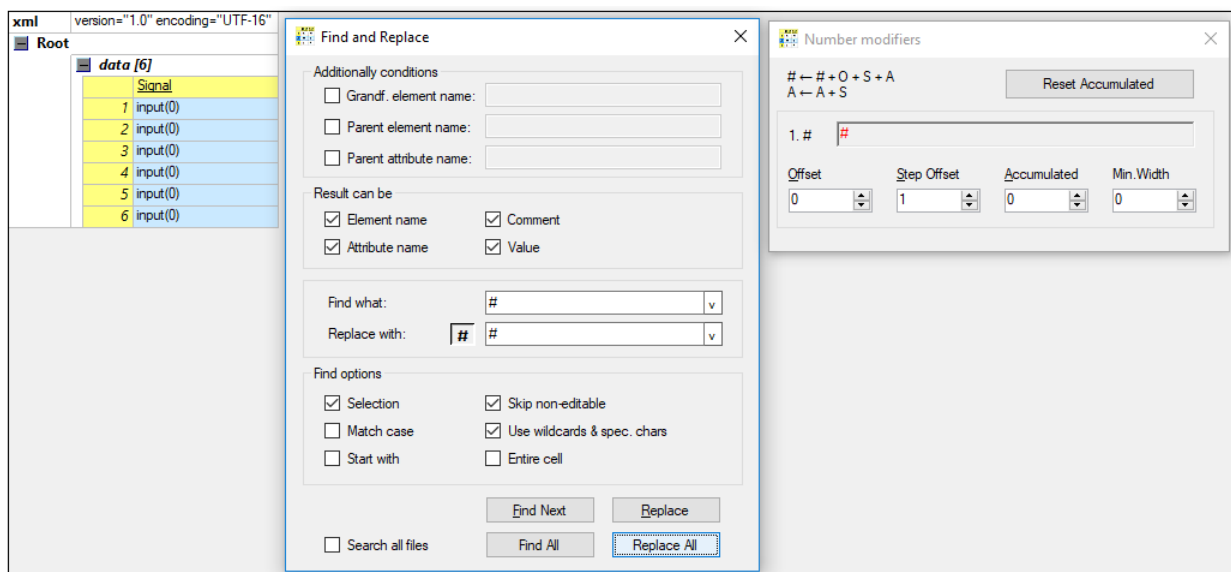 xml version="1.0" encoding="UTF-16"
Root
data [6]
Signal
1 input(0)
2 input(0)
3 input(0)
4 input(0)
5 input(0)
6 input(0)
Find and Replace
Additionally conditions
Grandf. element name:
Parent element name:
Parent attribute name:
Result can be
Element name Comment
Attribute name Value
Find what: # v
Replace with: # # v
Find options
Selection Skip non-editable
Match case Use wildcards & spec. chars
Start with Entire cell
Find Next Replace
Search all files Find All Replace All
Number modifiers
# ← # + O + S + A
A ← A + S
Reset Accumulated
1. # #
Offset Step Offset Accumulated Min.Width
0 1 0 0